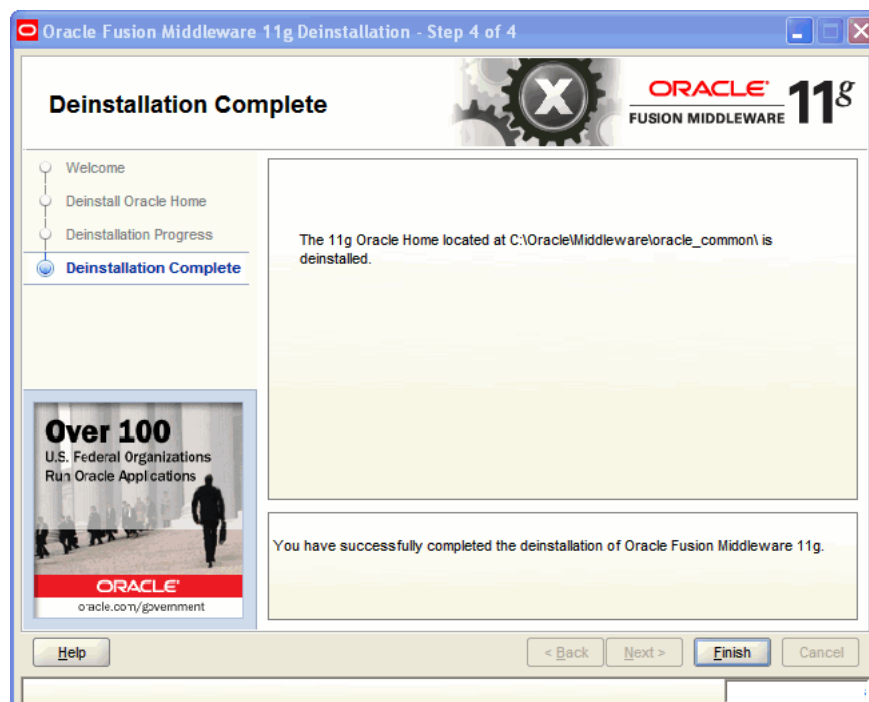 Oracle Fusion Middleware 11g Deinstallation - Step 4 of 4
Deinstallation Complete
X
ORACLE
FUSION MIDDLEWARE
11g
Welcome
Deinstall Oracle Home
Deinstallation Progress
Deinstallation Complete
The 11g Oracle Home located at C:\Oracle\Middleware\oracle_common\ is
deinstalled.
Over 100
U.S. Federal Organizations
Run Oracle Applications
ORACLE
oracle.com/government
You have successfully completed the deinstallation of Oracle Fusion Middleware 11g.
Help
< Back
Next >
Finish
Cancel